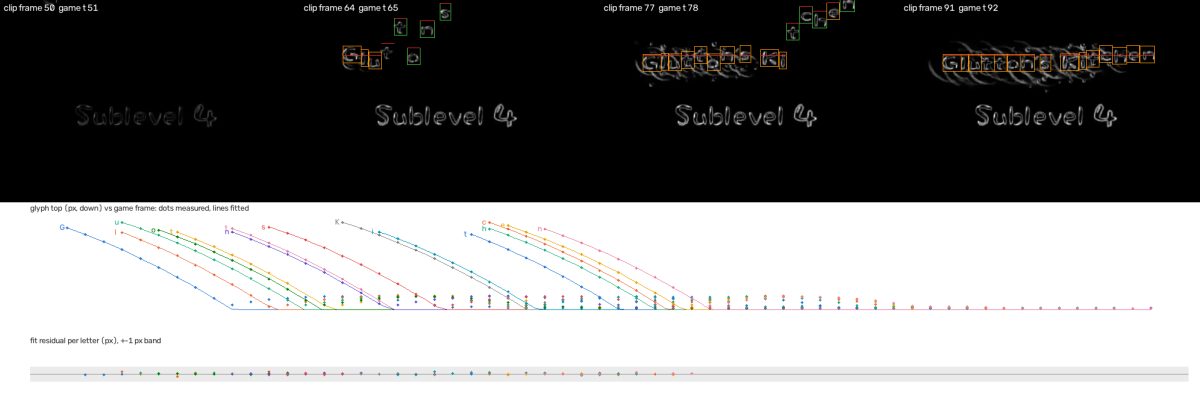 clip frame 50 game t 51
clip frame 64 game t 65
clip frame 77 game t 78
clip frame 91 game t 92
t n s
G u t o
c h e n
t
Gluttons Ki
Gluttons Kitchen
Sublevel 4
Sublevel 4
Sublevel 4
Sublevel 4
glyph top (px, down) vs game frame: dots measured, lines fitted
G u l o t n s K i t c h e n
fit residual per letter (px), +-1 px band